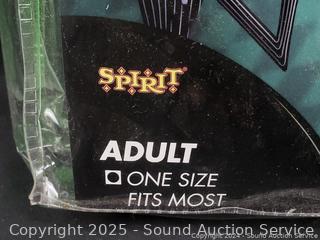 SPIRIT®
ADULT
ONE SIZE
FITS MOST
Copyright 2025 - Sound Auction Service